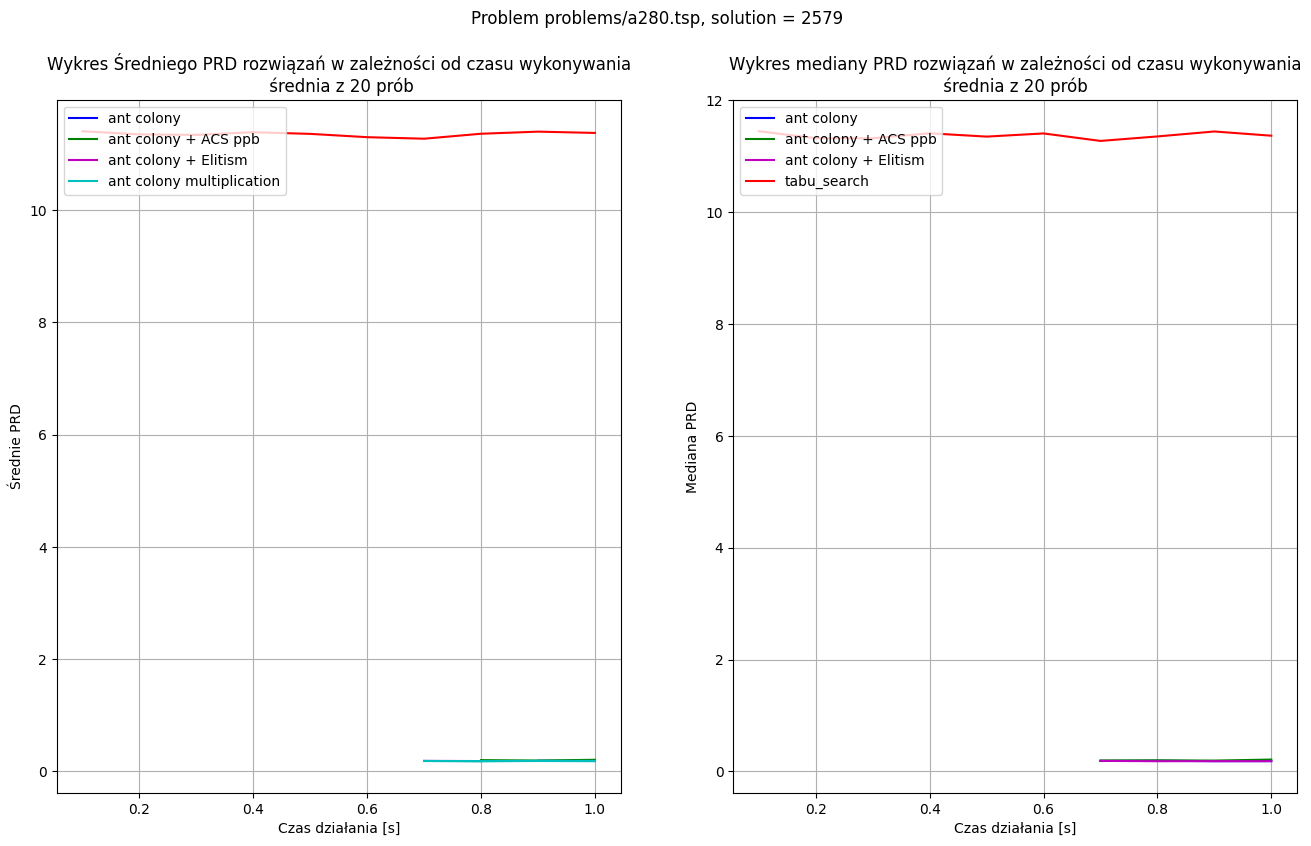 Problem problems/a280.tsp, solution = 2579
Wykres Średniego PRD rozwiązań w zależności od czasu wykonywania
średnia z 20 prób
ant colony
ant colony + ACS ppb
ant colony + Elitism
ant colony multiplication
10
8
6
4
2
0
Średnie PRD
0.2 0.4 0.6 0.8 1.0
Czas działania [s]
Wykres mediany PRD rozwiązań w zależności od czasu wykonywania
średnia z 20 prób
ant colony
ant colony + ACS ppb
ant colony + Elitism
tabu_search
12
10
8
6
4
2
0
Mediana PRD
0.2 0.4 0.6 0.8 1.0
Czas działania [s]